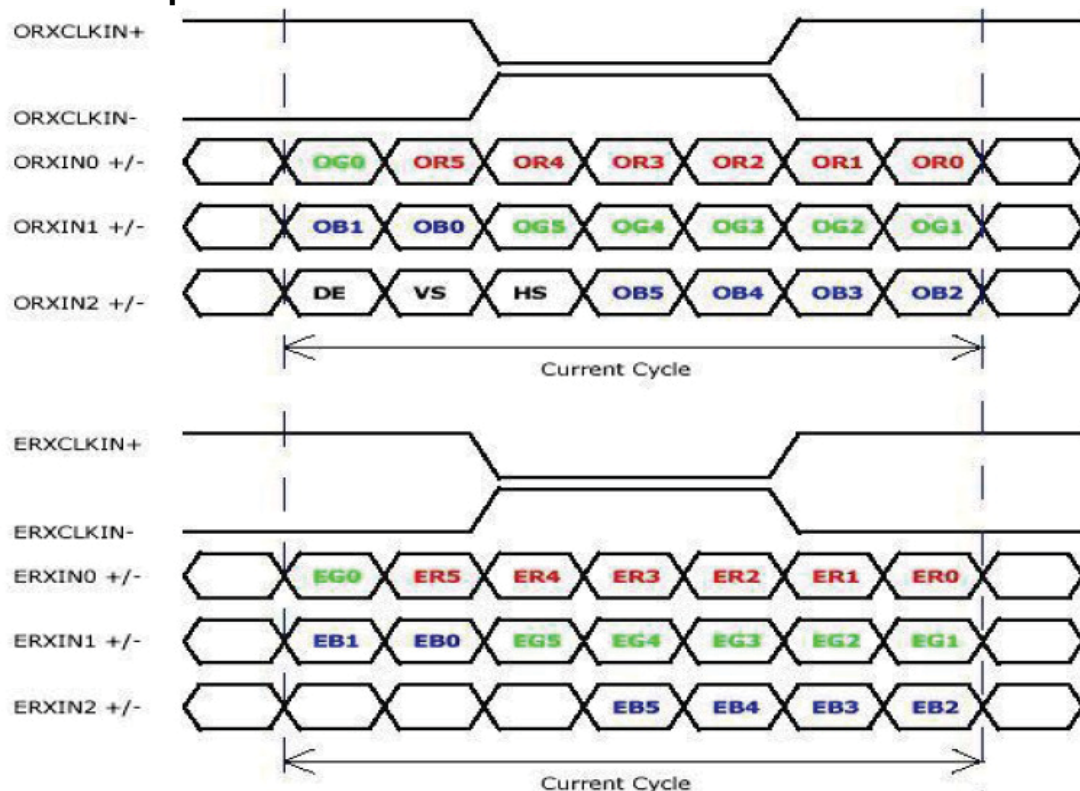 ORXCLKIN+
ORXCLKIN-
ORXIN0 +/- OG0 OR5 OR4 OR3 OR2 OR1 OR0
ORXIN1 +/- OB1 OB0 OG5 OG4 OG3 OG2 OG1
ORXIN2 +/- DE VS HS OB5 OB4 OB3 OB2
Current Cycle
ERXCLKIN+
ERXCLKIN-
ERXIN0 +/- EG0 ER5 ER4 ER3 ER2 ER1 ER0
ERXIN1 +/- EB1 EB0 EG5 EG4 EG3 EG2 EG1
ERXIN2 +/- EB5 EB4 EB3 EB2
Current Cycle